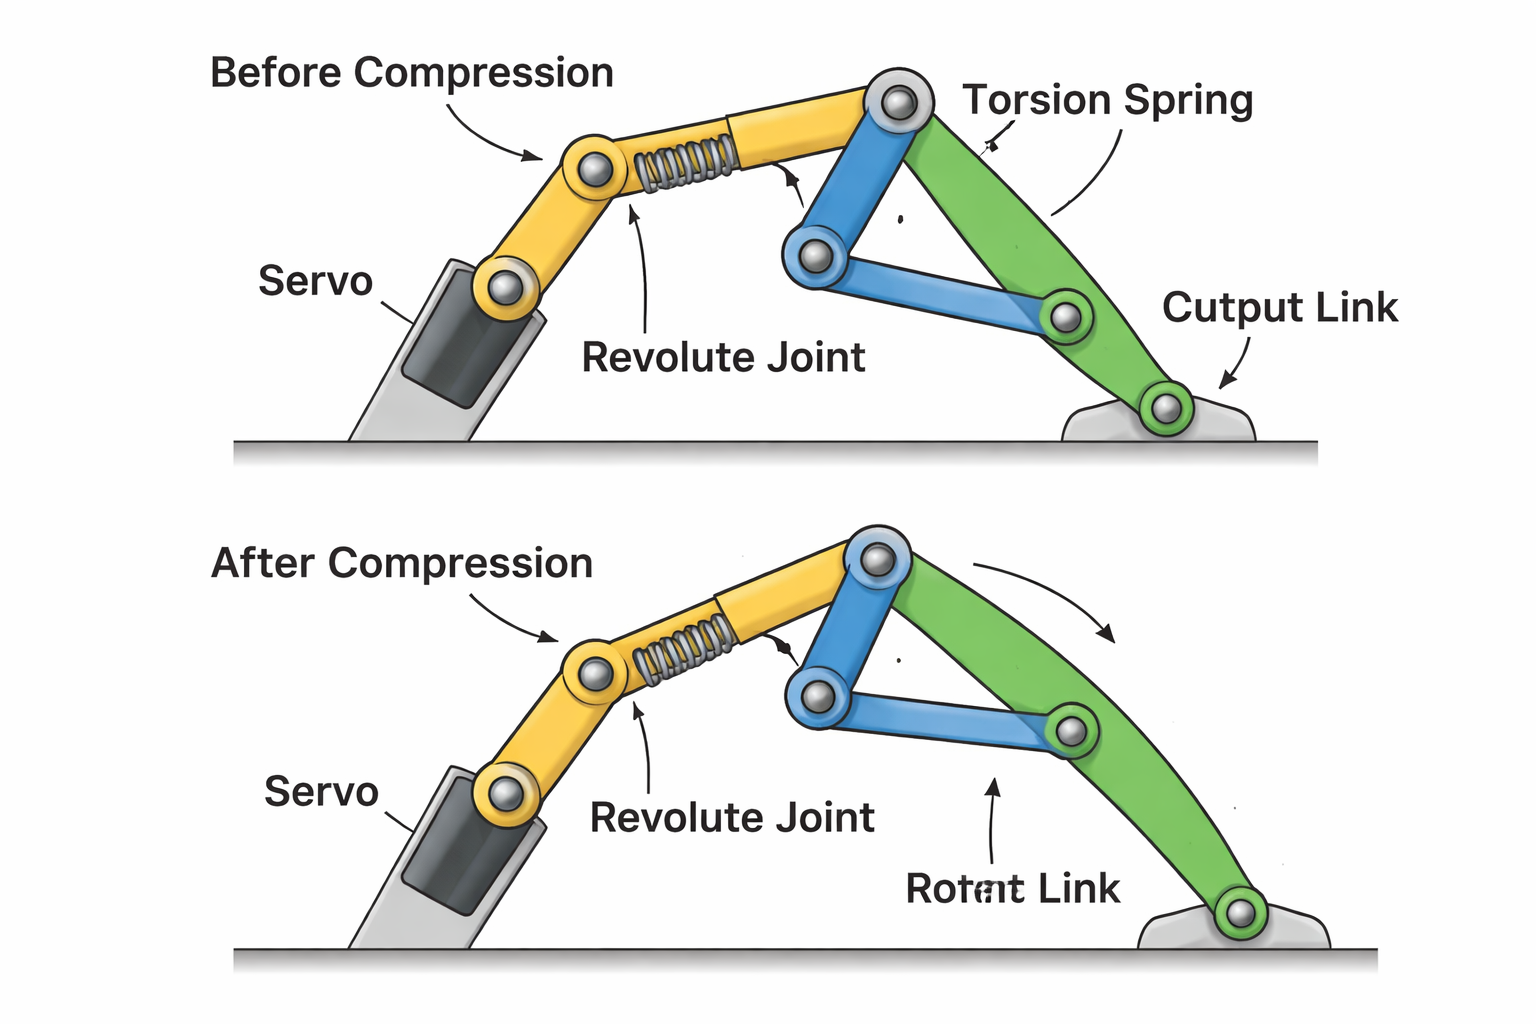 Before Compression
Torsion Spring
Servo
Cutput Link
Revolute Joint
After Compression
Servo
Revolute Joint
Link